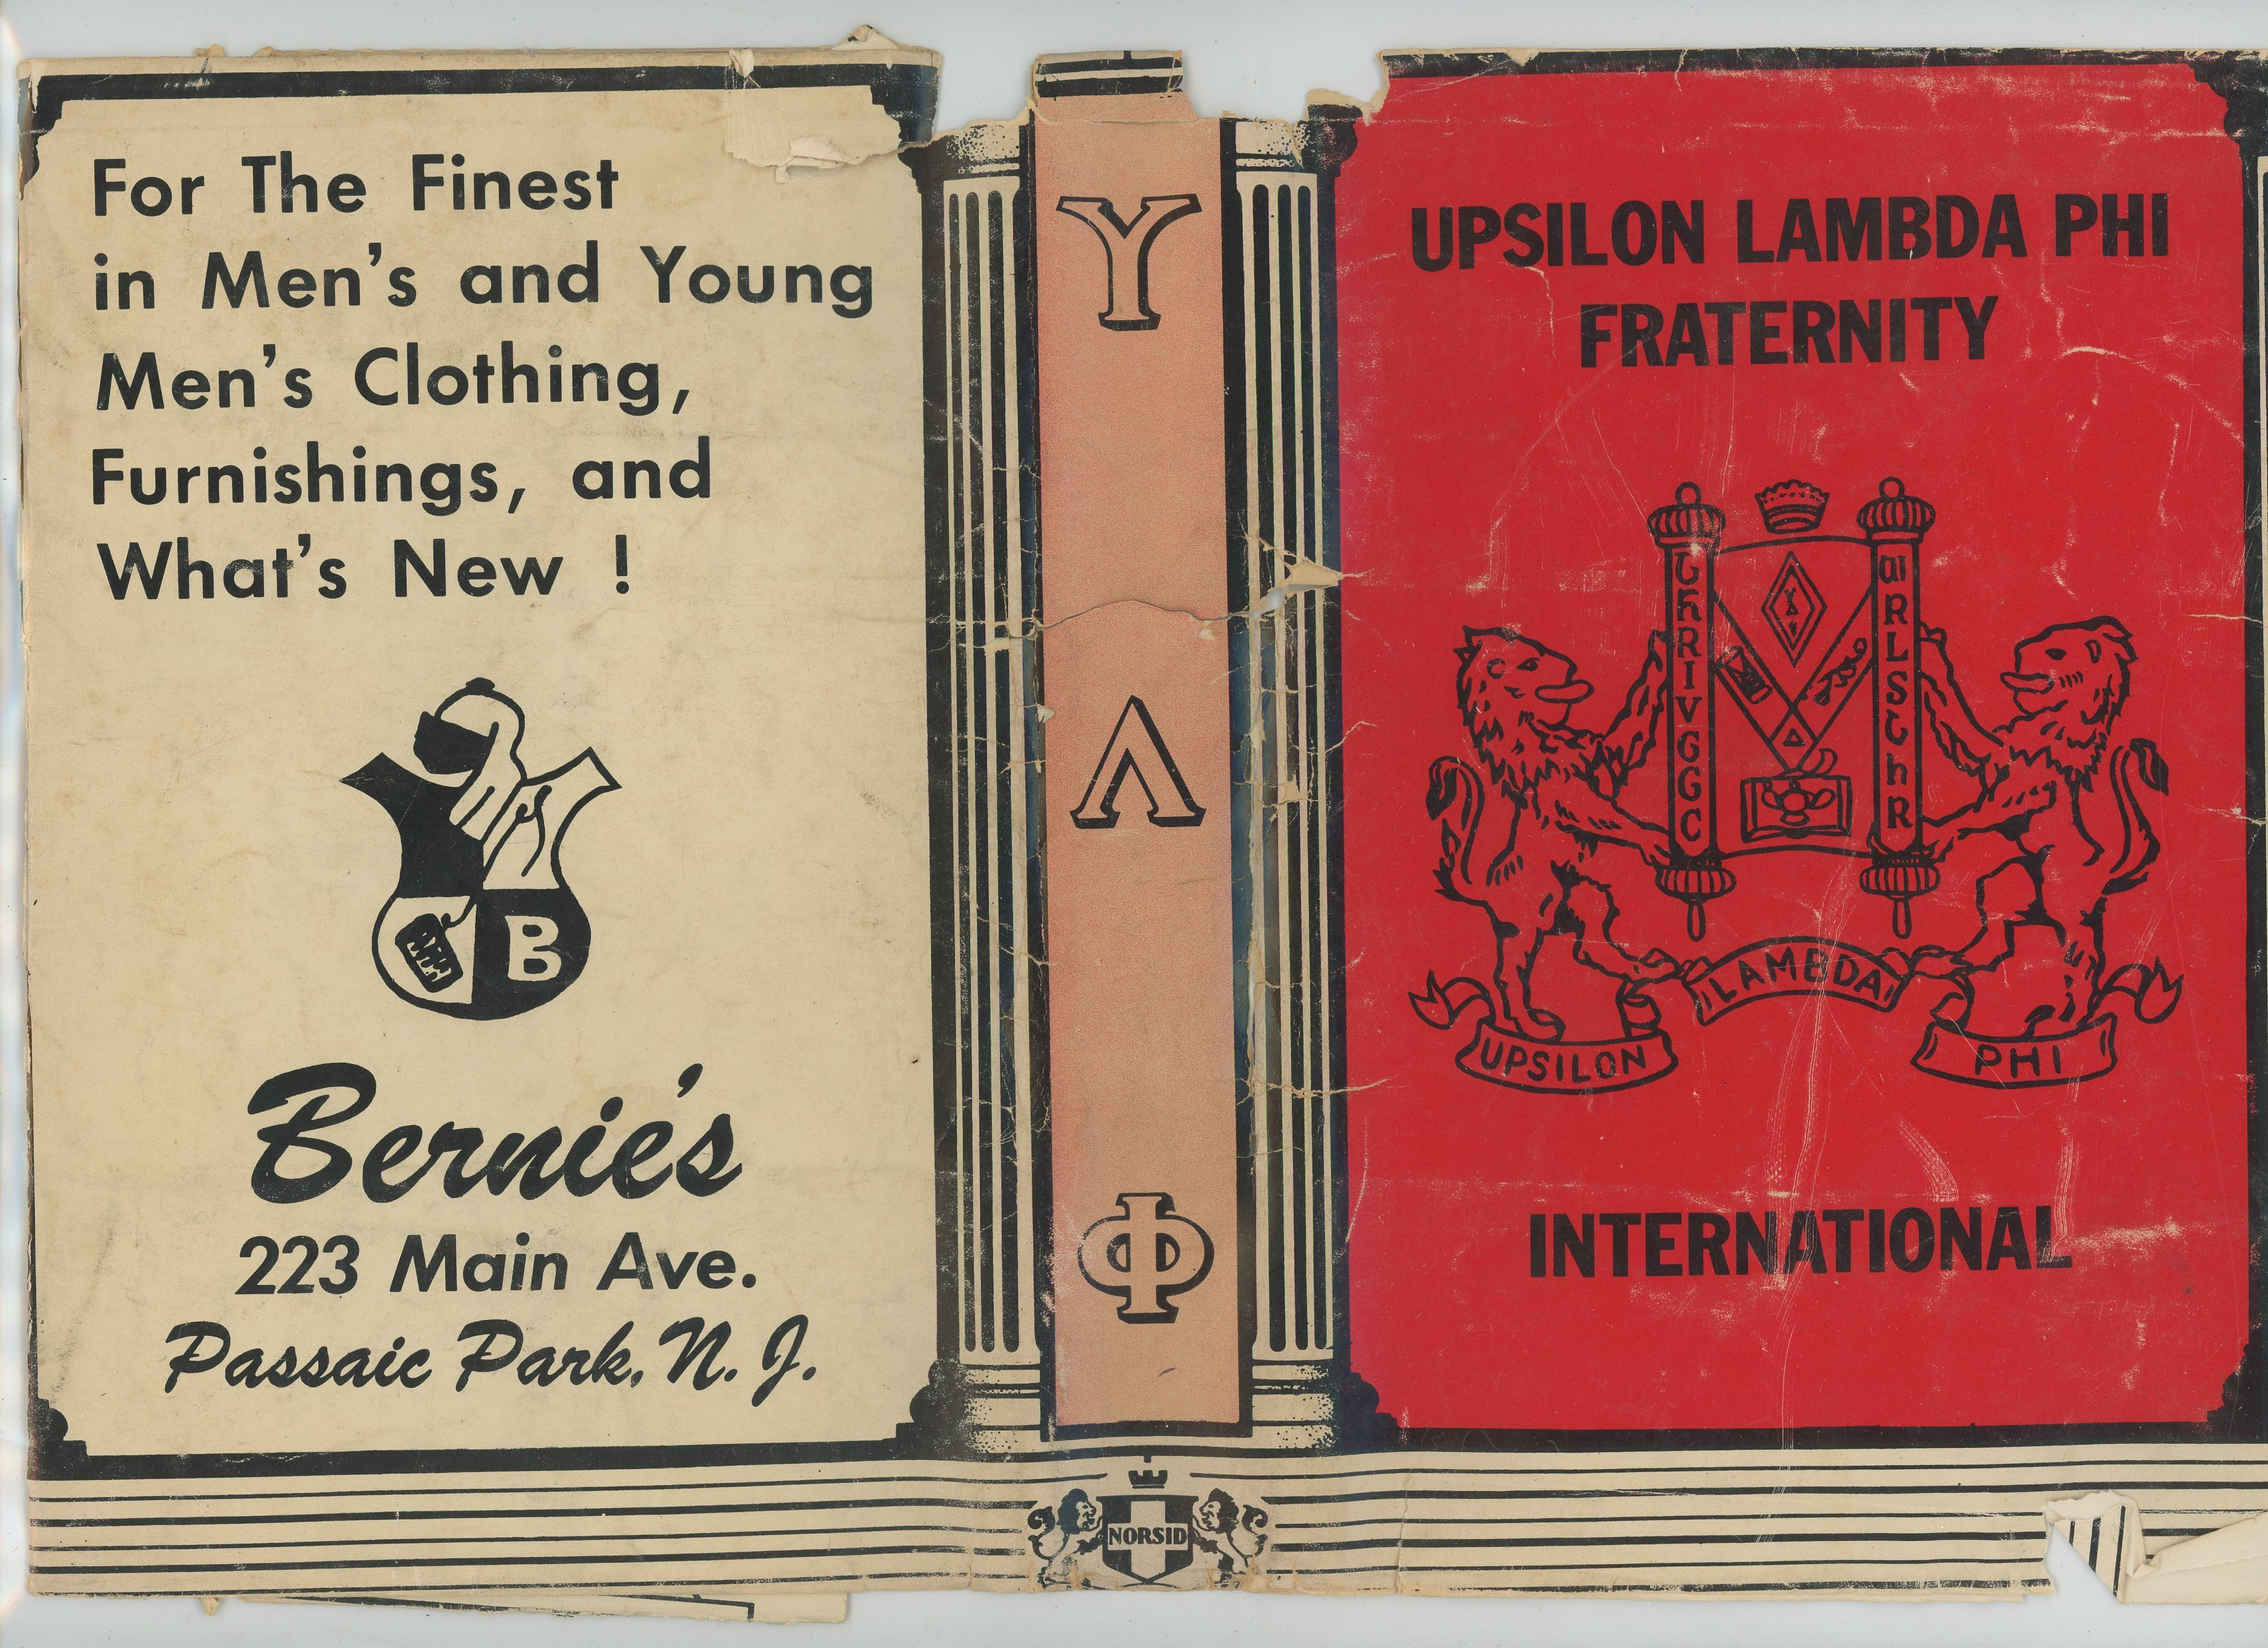 For The Finest
in Men's and Young
Men's Clothing,
Furnishings, and
What's New !
B
Bernie's
223 Main Ave.
Passaic Park, N. J.
Υ
Λ
Φ
NORSID
UPSILON LAMBDA PHI
FRATERNITY
LAMBDA
UPSILON
PHI
INTERNATIONAL